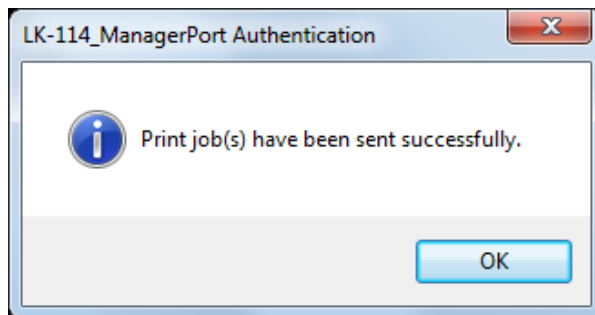 LK-114_ManagerPort Authentication
Print job(s) have been sent successfully.
OK